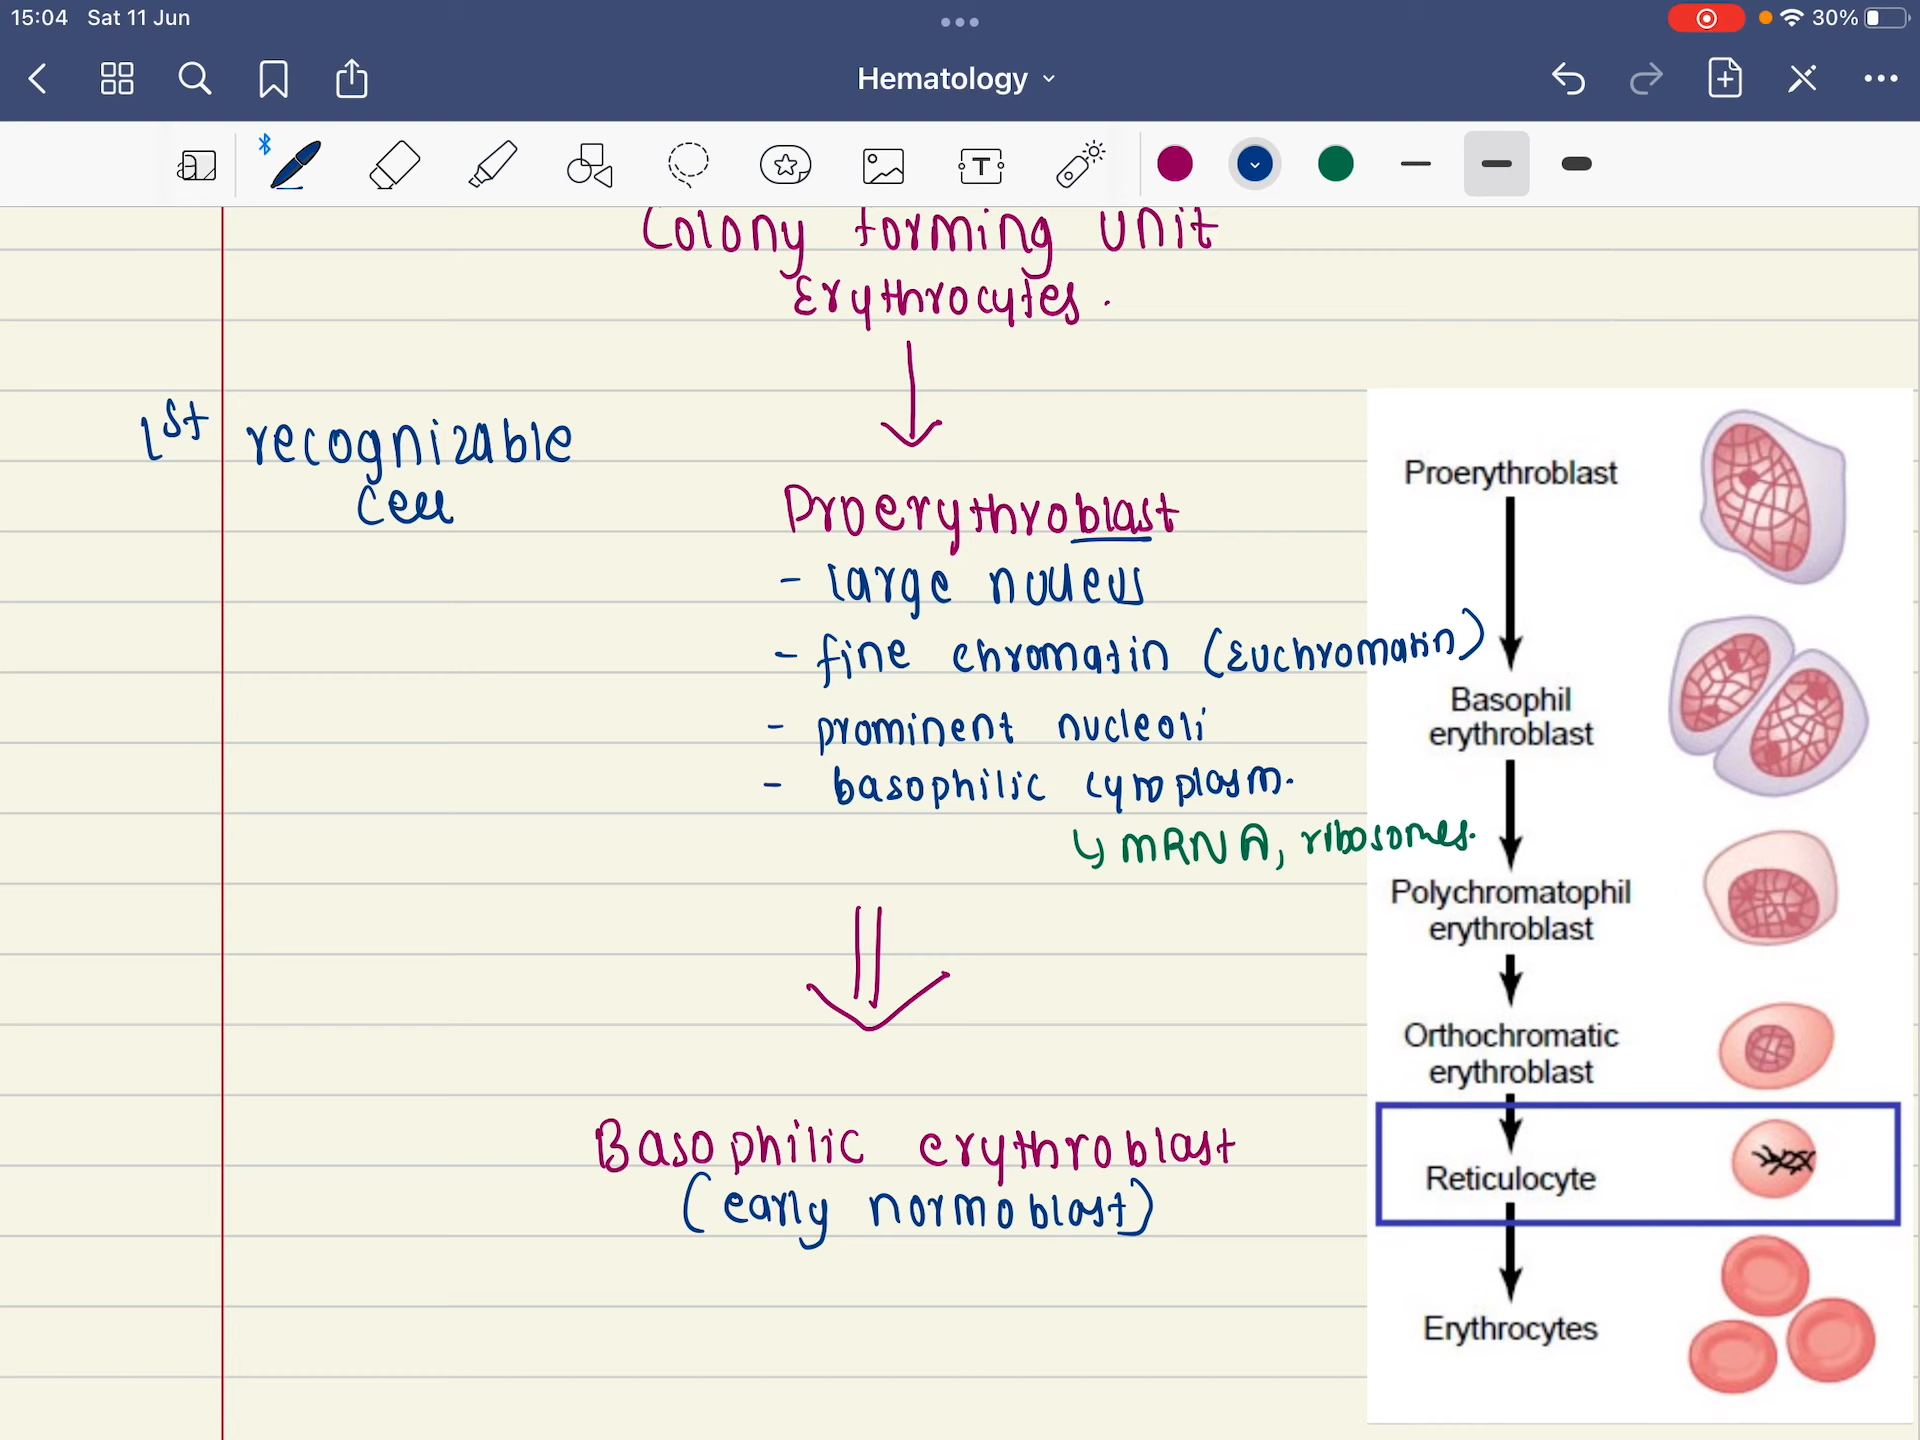 15:04 Sat 11 Jun
30%
Hematology
Colony forming unit
Erythrocytes.
1st recognizable
cell
Proerythroblast
- large nucleus
- fine chromatin (Euchromatin)
- prominent nucleoli
- basophilic cytoplasm.
↳ mRNA, ribosomes.
Basophilic erythroblast
(early normoblast)
Proerythroblast
Basophil
erythroblast
Polychromatophil
erythroblast
Orthochromatic
erythroblast
Reticulocyte
Erythrocytes